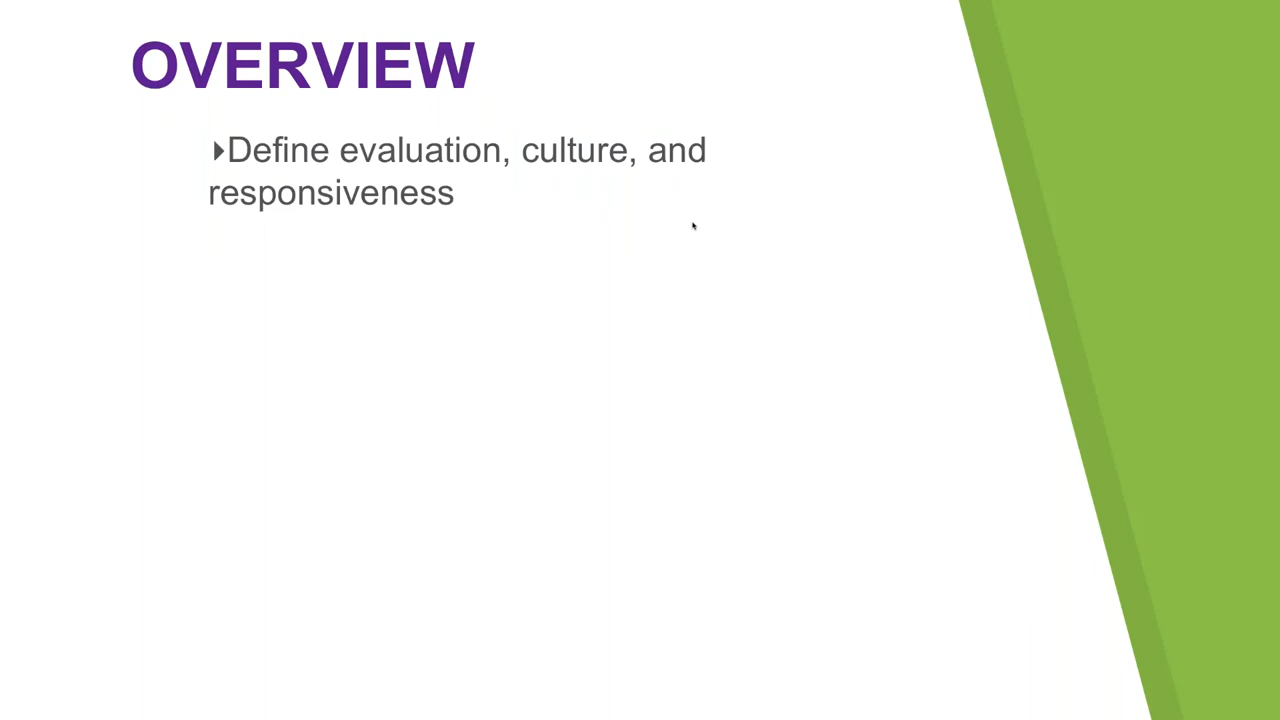 OVERVIEW
▸Define evaluation, culture, and
responsiveness